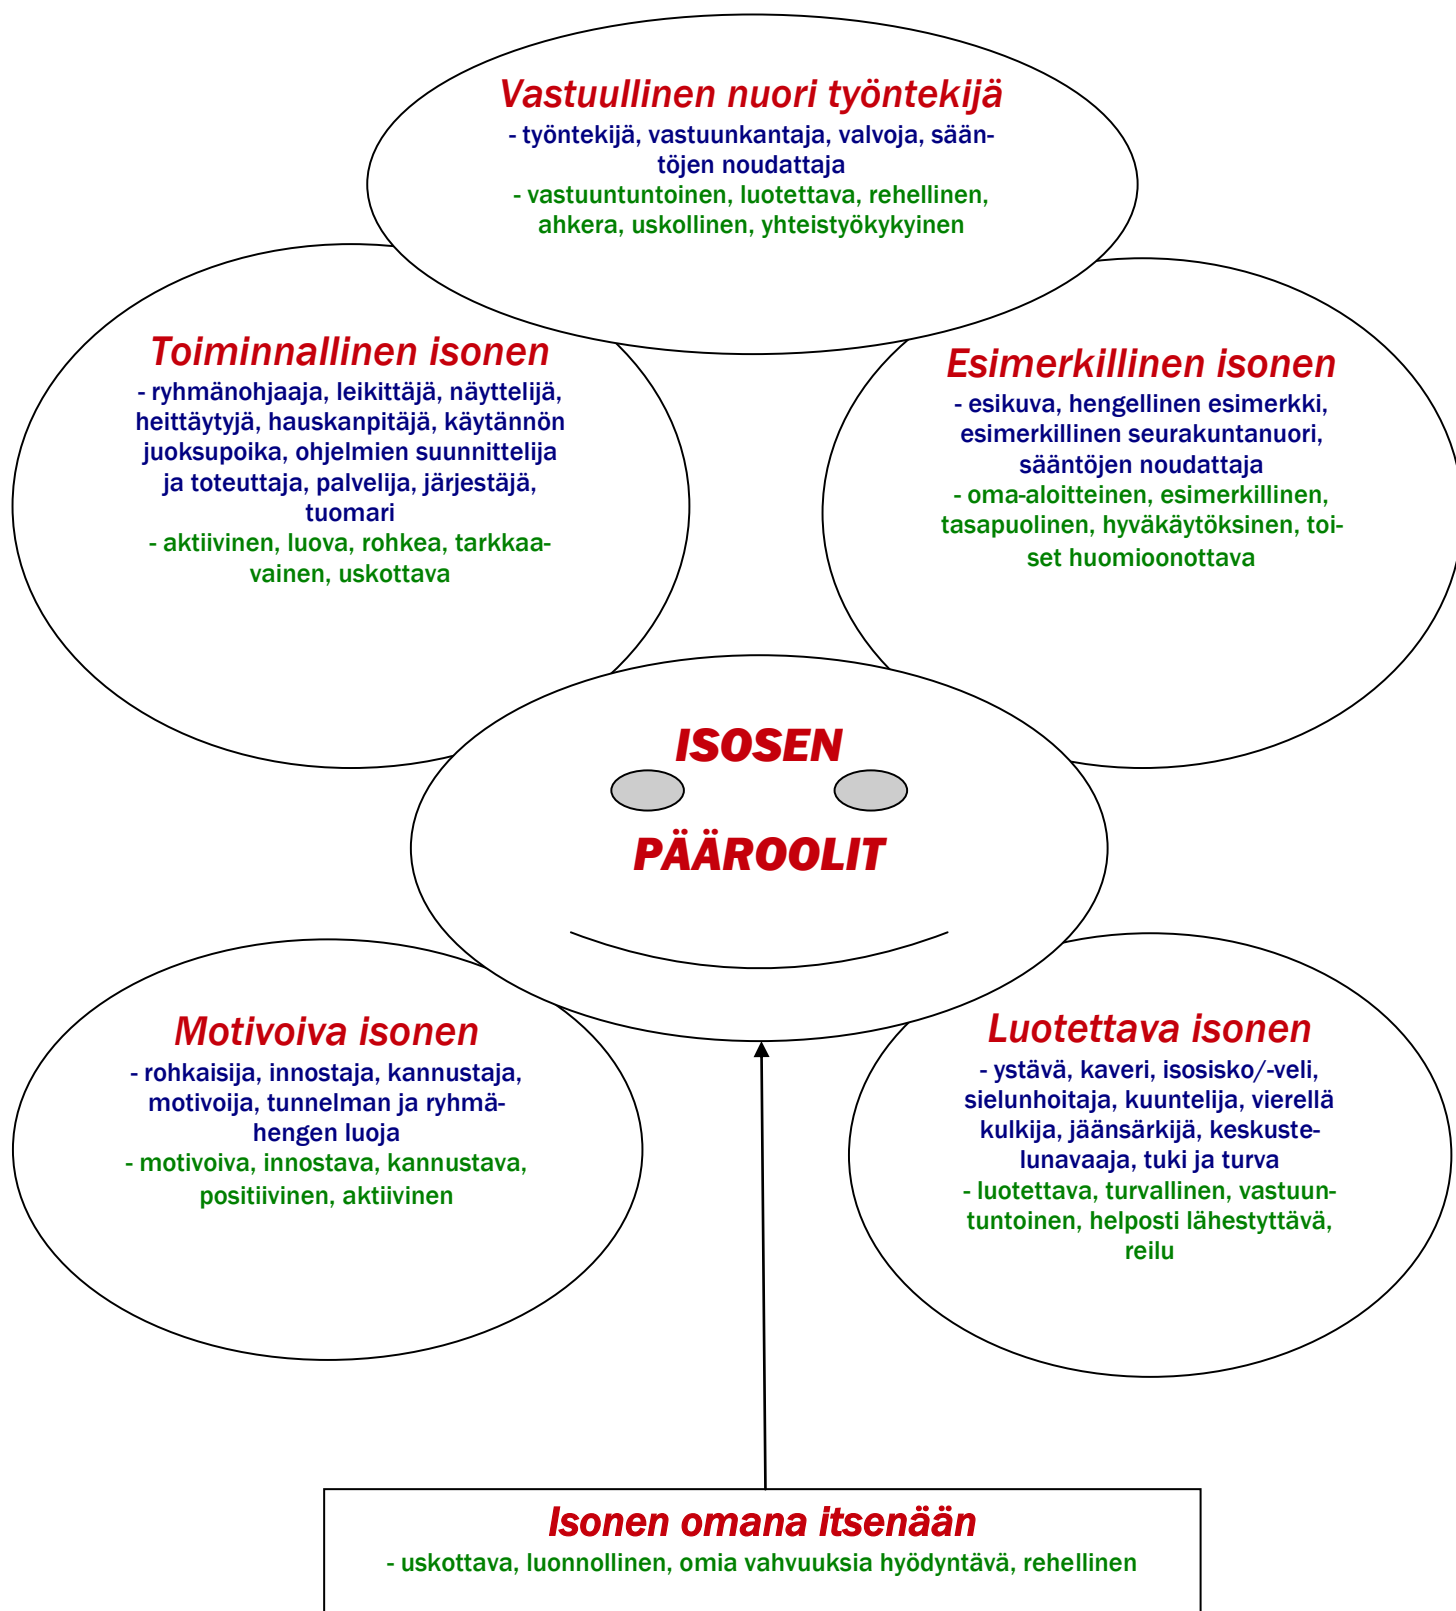 Vastuullinen nuori työntekijä
- työntekijä, vastuunkantaja, valvoja, sään-
töjen noudattaja
- vastuuntuntoinen, luotettava, rehellinen,
ahkera, uskollinen, yhteistyökykyinen
Toiminnallinen isonen
- ryhmänohjaaja, leikittäjä, näyttelijä,
heittäytyjä, hauskanpitäjä, käytännön
juoksupoika, ohjelmien suunnittelija
ja toteuttaja, palvelija, järjestäjä,
tuomari
- aktiivinen, luova, rohkea, tarkkaa-
vainen, uskottava
Esimerkillinen isonen
- esikuva, hengellinen esimerkki,
esimerkillinen seurakuntanuori,
sääntöjen noudattaja
- oma-aloitteinen, esimerkillinen,
tasapuolinen, hyväkäytöksinen, toi-
set huomioonottava
ISOSEN
PÄÄROOLIT
Motivoiva isonen
- rohkaisija, innostaja, kannustaja,
motivoija, tunnelman ja ryhmä-
hengen luoja
- motivoiva, innostava, kannustava,
positiivinen, aktiivinen
Luotettava isonen
- ystävä, kaveri, isosisko/-veli,
sielunhoitaja, kuuntelija, vierellä
kulkija, jäänsärkijä, keskuste-
lunavaaja, tuki ja turva
- luotettava, turvallinen, vastuun-
tuntoinen, helposti lähestyttävä,
reilu
Isonen omana itsenään
- uskottava, luonnollinen, omia vahvuuksia hyödyntävä, rehellinen